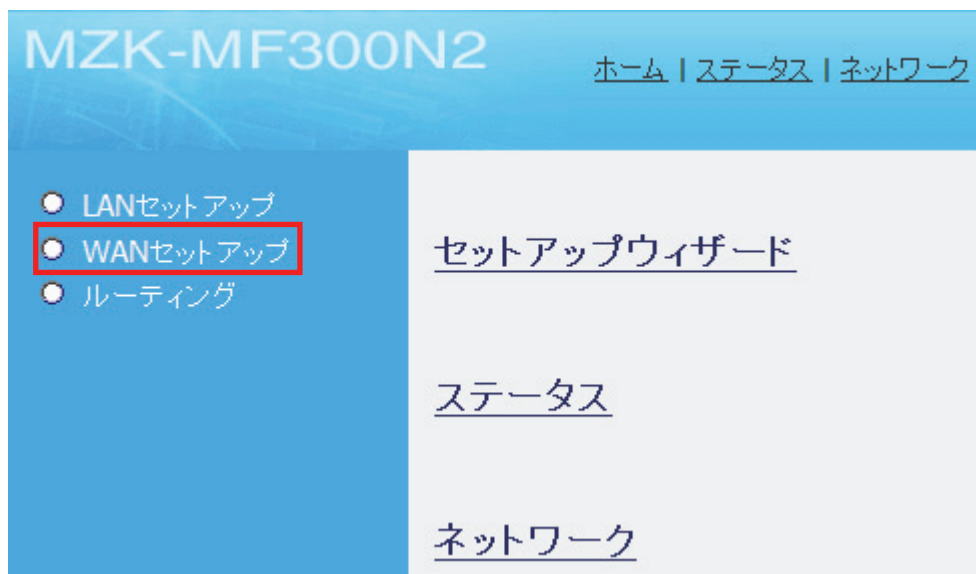 MZK-MF300N2
ホーム | ステータス | ネットワーク
LANセットアップ
WANセットアップ
ルーティング
セットアップウィザード
ステータス
ネットワーク